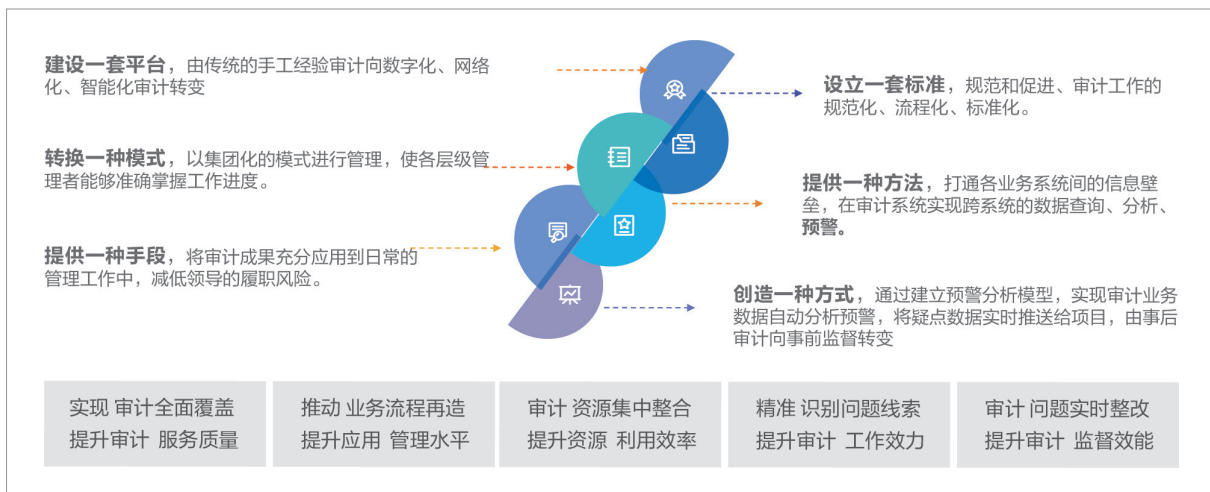 建设一套平台，由传统的手工经验审计向数字化、网络
化、智能化审计转变
设立一套标准，规范和促进、审计工作的
规范化、流程化、标准化。
转换一种模式，以集团化的模式进行管理，使各层级管
理者能够准确掌握工作进度。
提供一种方法，打通各业务系统间的信息壁
垒，在审计系统实现跨系统的数据查询、分析、
预警。
提供一种手段，将审计成果充分应用到日常的
管理工作中，减低领导的履职风险。
创造一种方式，通过建立预警分析模型，实现审计业务
数据自动分析预警，将疑点数据实时推送给项目，由事后
审计向事前监督转变
实现 审计全面覆盖
提升审计 服务质量
推动 业务流程再造
提升应用 管理水平
审计 资源集中整合
提升资源 利用效率
精准 识别问题线索
提升审计 工作效力
审计 问题实时整改
提升审计 监督效能